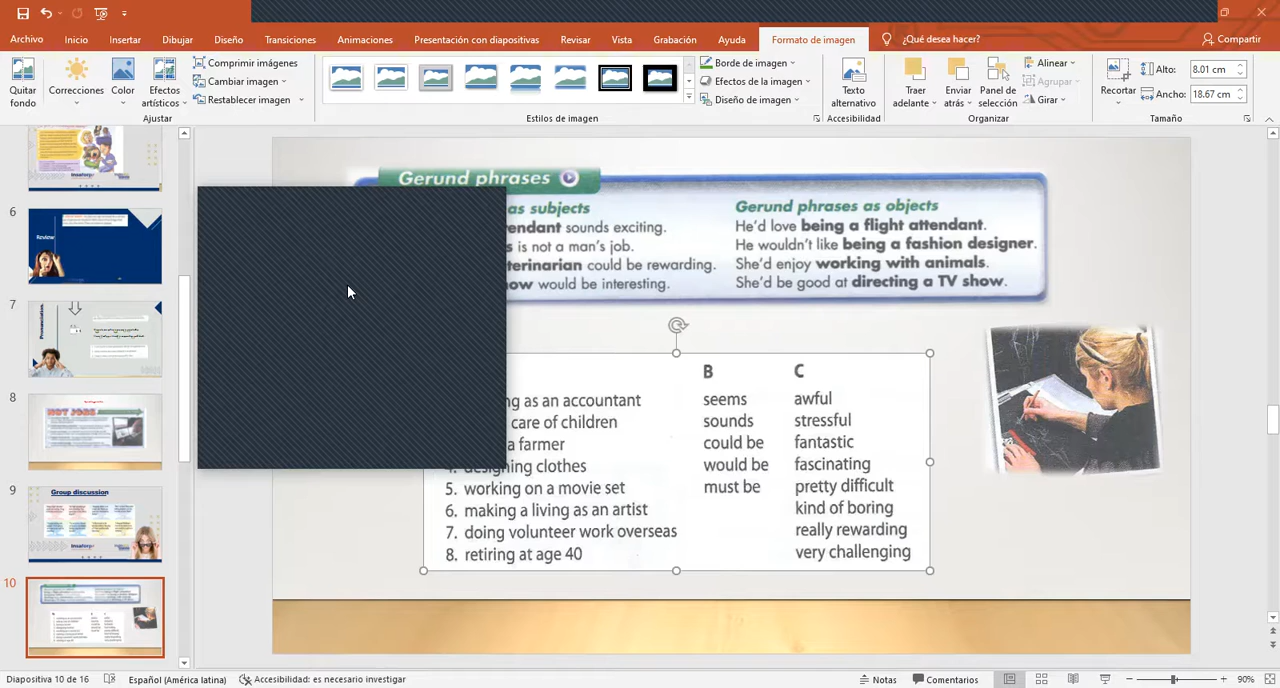 Archivo Inicio Insertar Dibujar Diseño Transiciones Animaciones Presentación con diapositivas Revisar Vista Grabación Ayuda Formato de imagen ¿Qué desea hacer? Compartir
Quitar fondo
Correcciones
Color
Efectos artísticos
Comprimir imágenes
Cambiar imagen
Restablecer imagen
Ajustar
Estilos de imagen
Borde de imagen
Efectos de la imagen
Diseño de imagen
Texto alternativo
Accesibilidad
Traer adelante
Enviar atrás
Panel de selección
Alinear
Agrupar
Girar
Organizar
Recortar
Alto: 8.01 cm
Ancho: 18.67 cm
Tamaño
6
Review
7
8
HOT JOBS
9
Group discussion
10
Gerund phrases
as subjects
sounds exciting.
is not a man's job.
could be rewarding.
would be interesting.
Gerund phrases as objects
He'd love being a flight attendant.
He wouldn't like being a fashion designer.
She'd enjoy working with animals.
She'd be good at directing a TV show.
as an accountant
care of children
a farmer
4. designing clothes
5. working on a movie set
6. making a living as an artist
7. doing volunteer work overseas
8. retiring at age 40
B
seems
sounds
could be
would be
must be
C
awful
stressful
fantastic
fascinating
pretty difficult
kind of boring
really rewarding
very challenging
Diapositiva 10 de 16 Español (América latina) Accesibilidad: es necesario investigar Notas Comentarios 90%